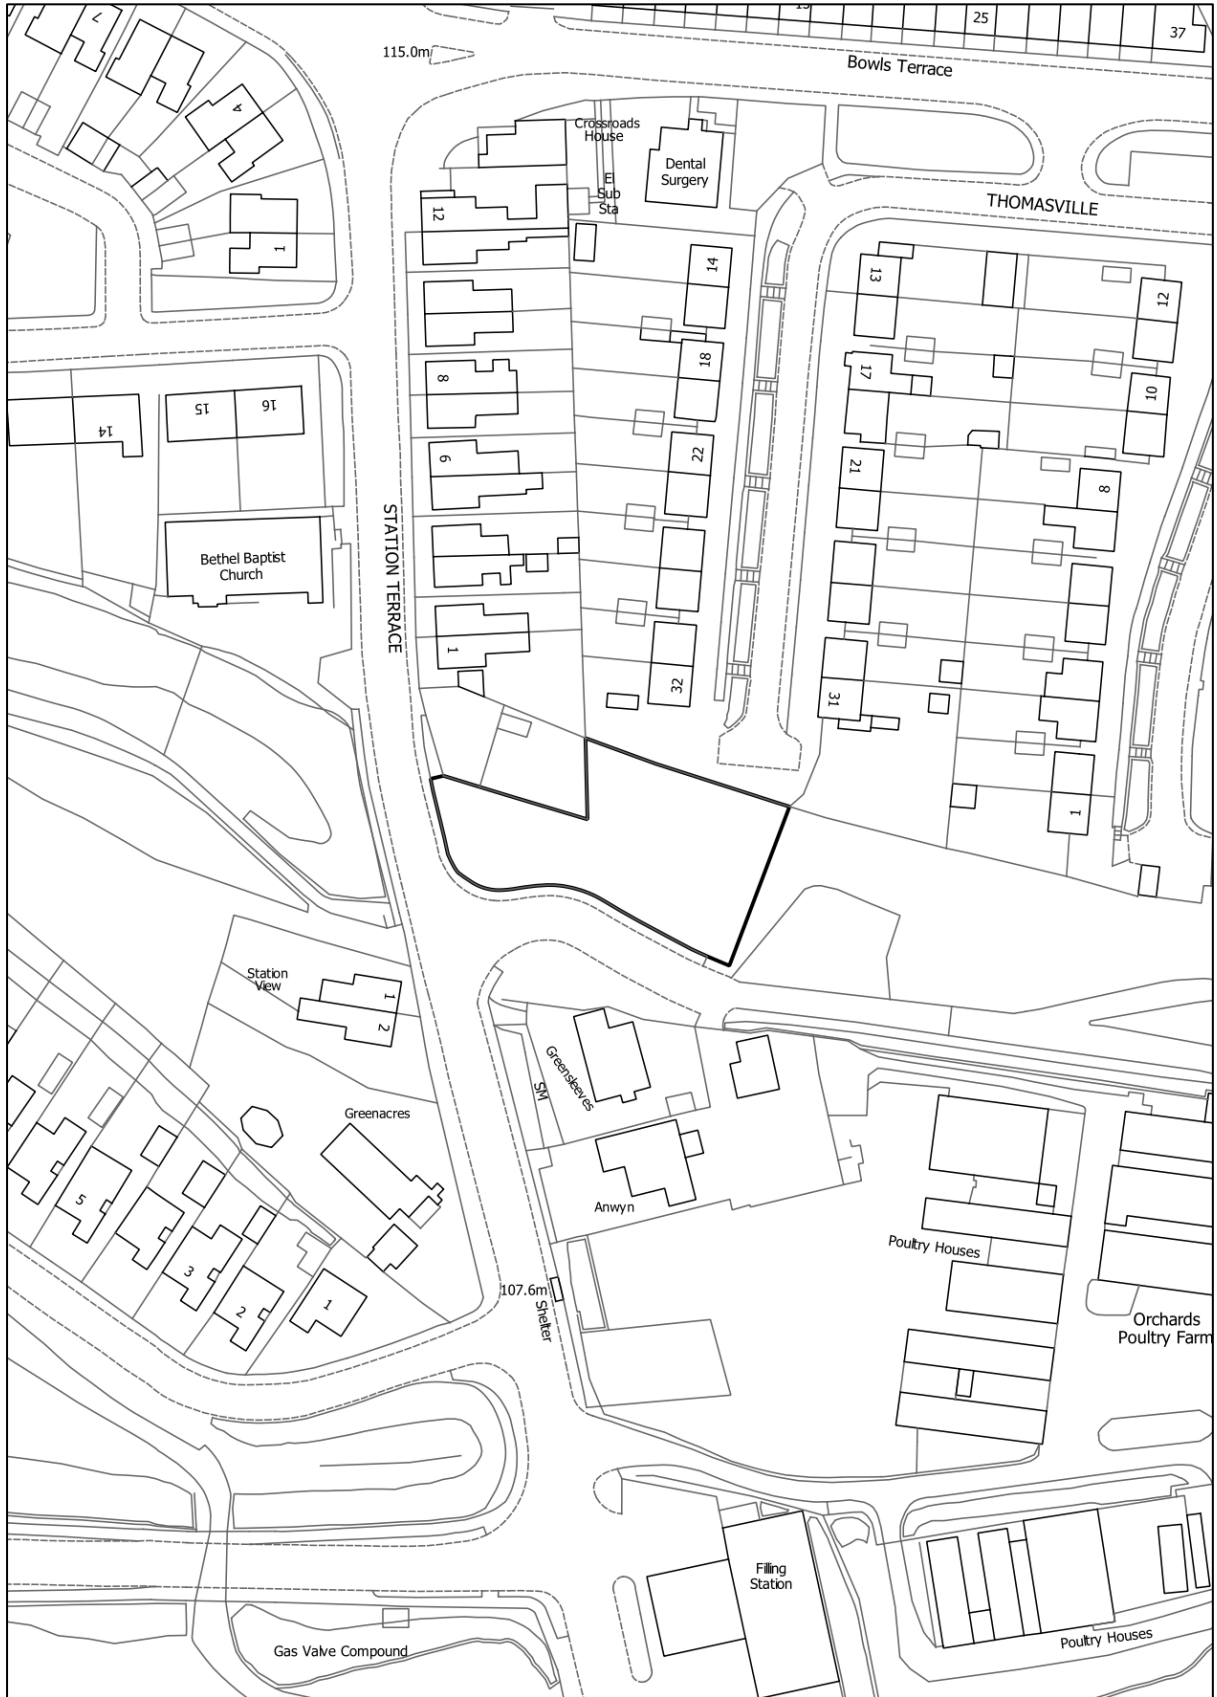 7
4
1
115.0m
13
25
37
Bowls Terrace
Crossroads
House
El
Sub
Sta
Dental
Surgery
THOMASVILLE
12
14
13
12
8
18
17
10
14
15
16
6
22
21
8
STATION TERRACE
Bethel Baptist
Church
1
32
31
1
Station
View
1
2
Greensleeves
SM
Greenacres
Anwyn
5
3
2
1
107.6m
Shelter
Poultry Houses
Orchards
Poultry Farm
Filling
Station
Gas Valve Compound
Poultry Houses